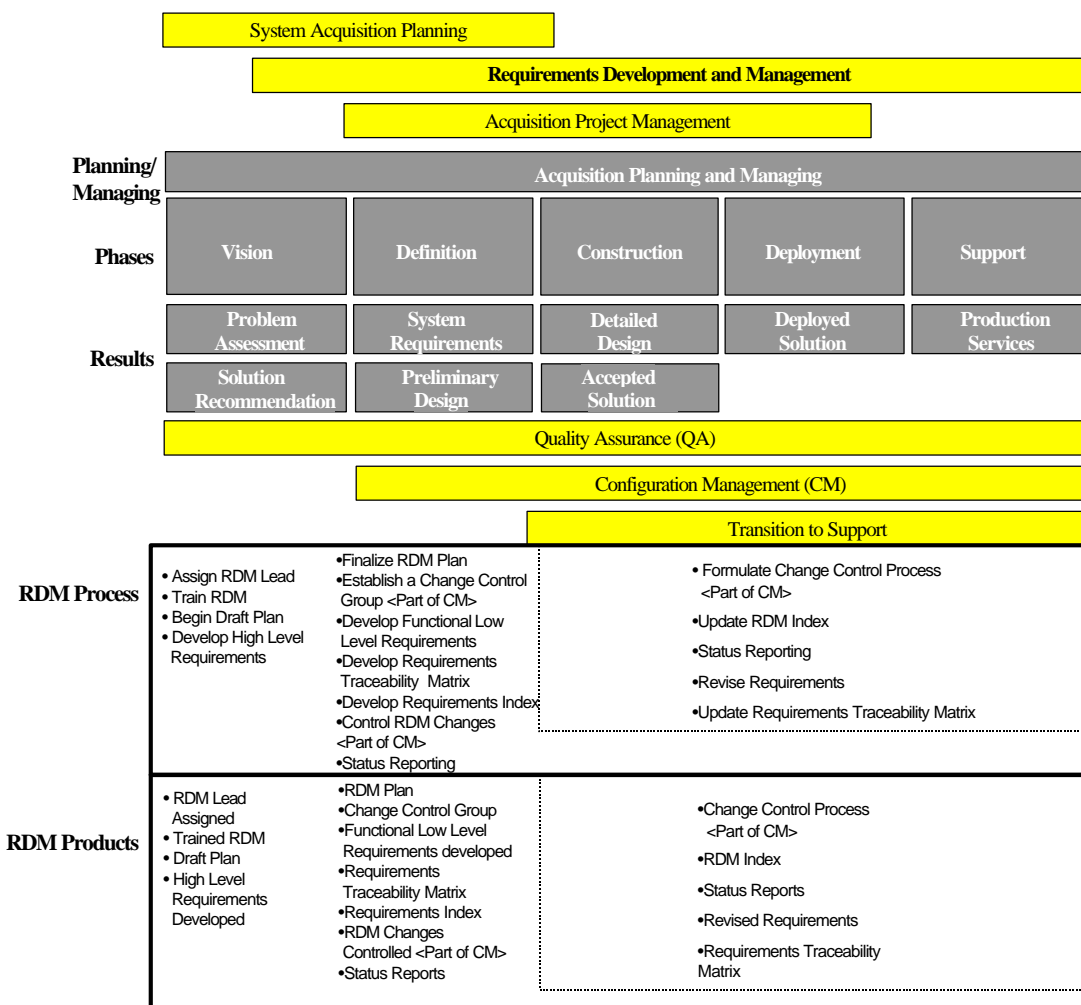 System Acquisition Planning
Requirements Development and Management
Acquisition Project Management
Planning/
Managing
Acquisition Planning and Managing
Phases
Vision
Definition
Construction
Deployment
Support
Results
Problem
Assessment
System
Requirements
Detailed
Design
Deployed
Solution
Production
Services
Solution
Recommendation
Preliminary
Design
Accepted
Solution
Quality Assurance (QA)
Configuration Management (CM)
Transition to Support
RDM Process
• Assign RDM Lead
• Train RDM
• Begin Draft Plan
• Develop High Level
Requirements
•Finalize RDM Plan
•Establish a Change Control
Group <Part of CM>
•Develop Functional Low
Level Requirements
•Develop Requirements
Traceability Matrix
•Develop Requirements Index
•Control RDM Changes
<Part of CM>
•Status Reporting
• Formulate Change Control Process
<Part of CM>
•Update RDM Index
•Status Reporting
•Revise Requirements
•Update Requirements Traceability Matrix
RDM Products
• RDM Lead
Assigned
• Trained RDM
• Draft Plan
• High Level
Requirements
Developed
•RDM Plan
•Change Control Group
•Functional Low Level
Requirements developed
•Requirements
Traceability Matrix
•Requirements Index
•RDM Changes
Controlled <Part of CM>
•Status Reports
•Change Control Process
<Part of CM>
•RDM Index
•Status Reports
•Revised Requirements
•Requirements Traceability
Matrix